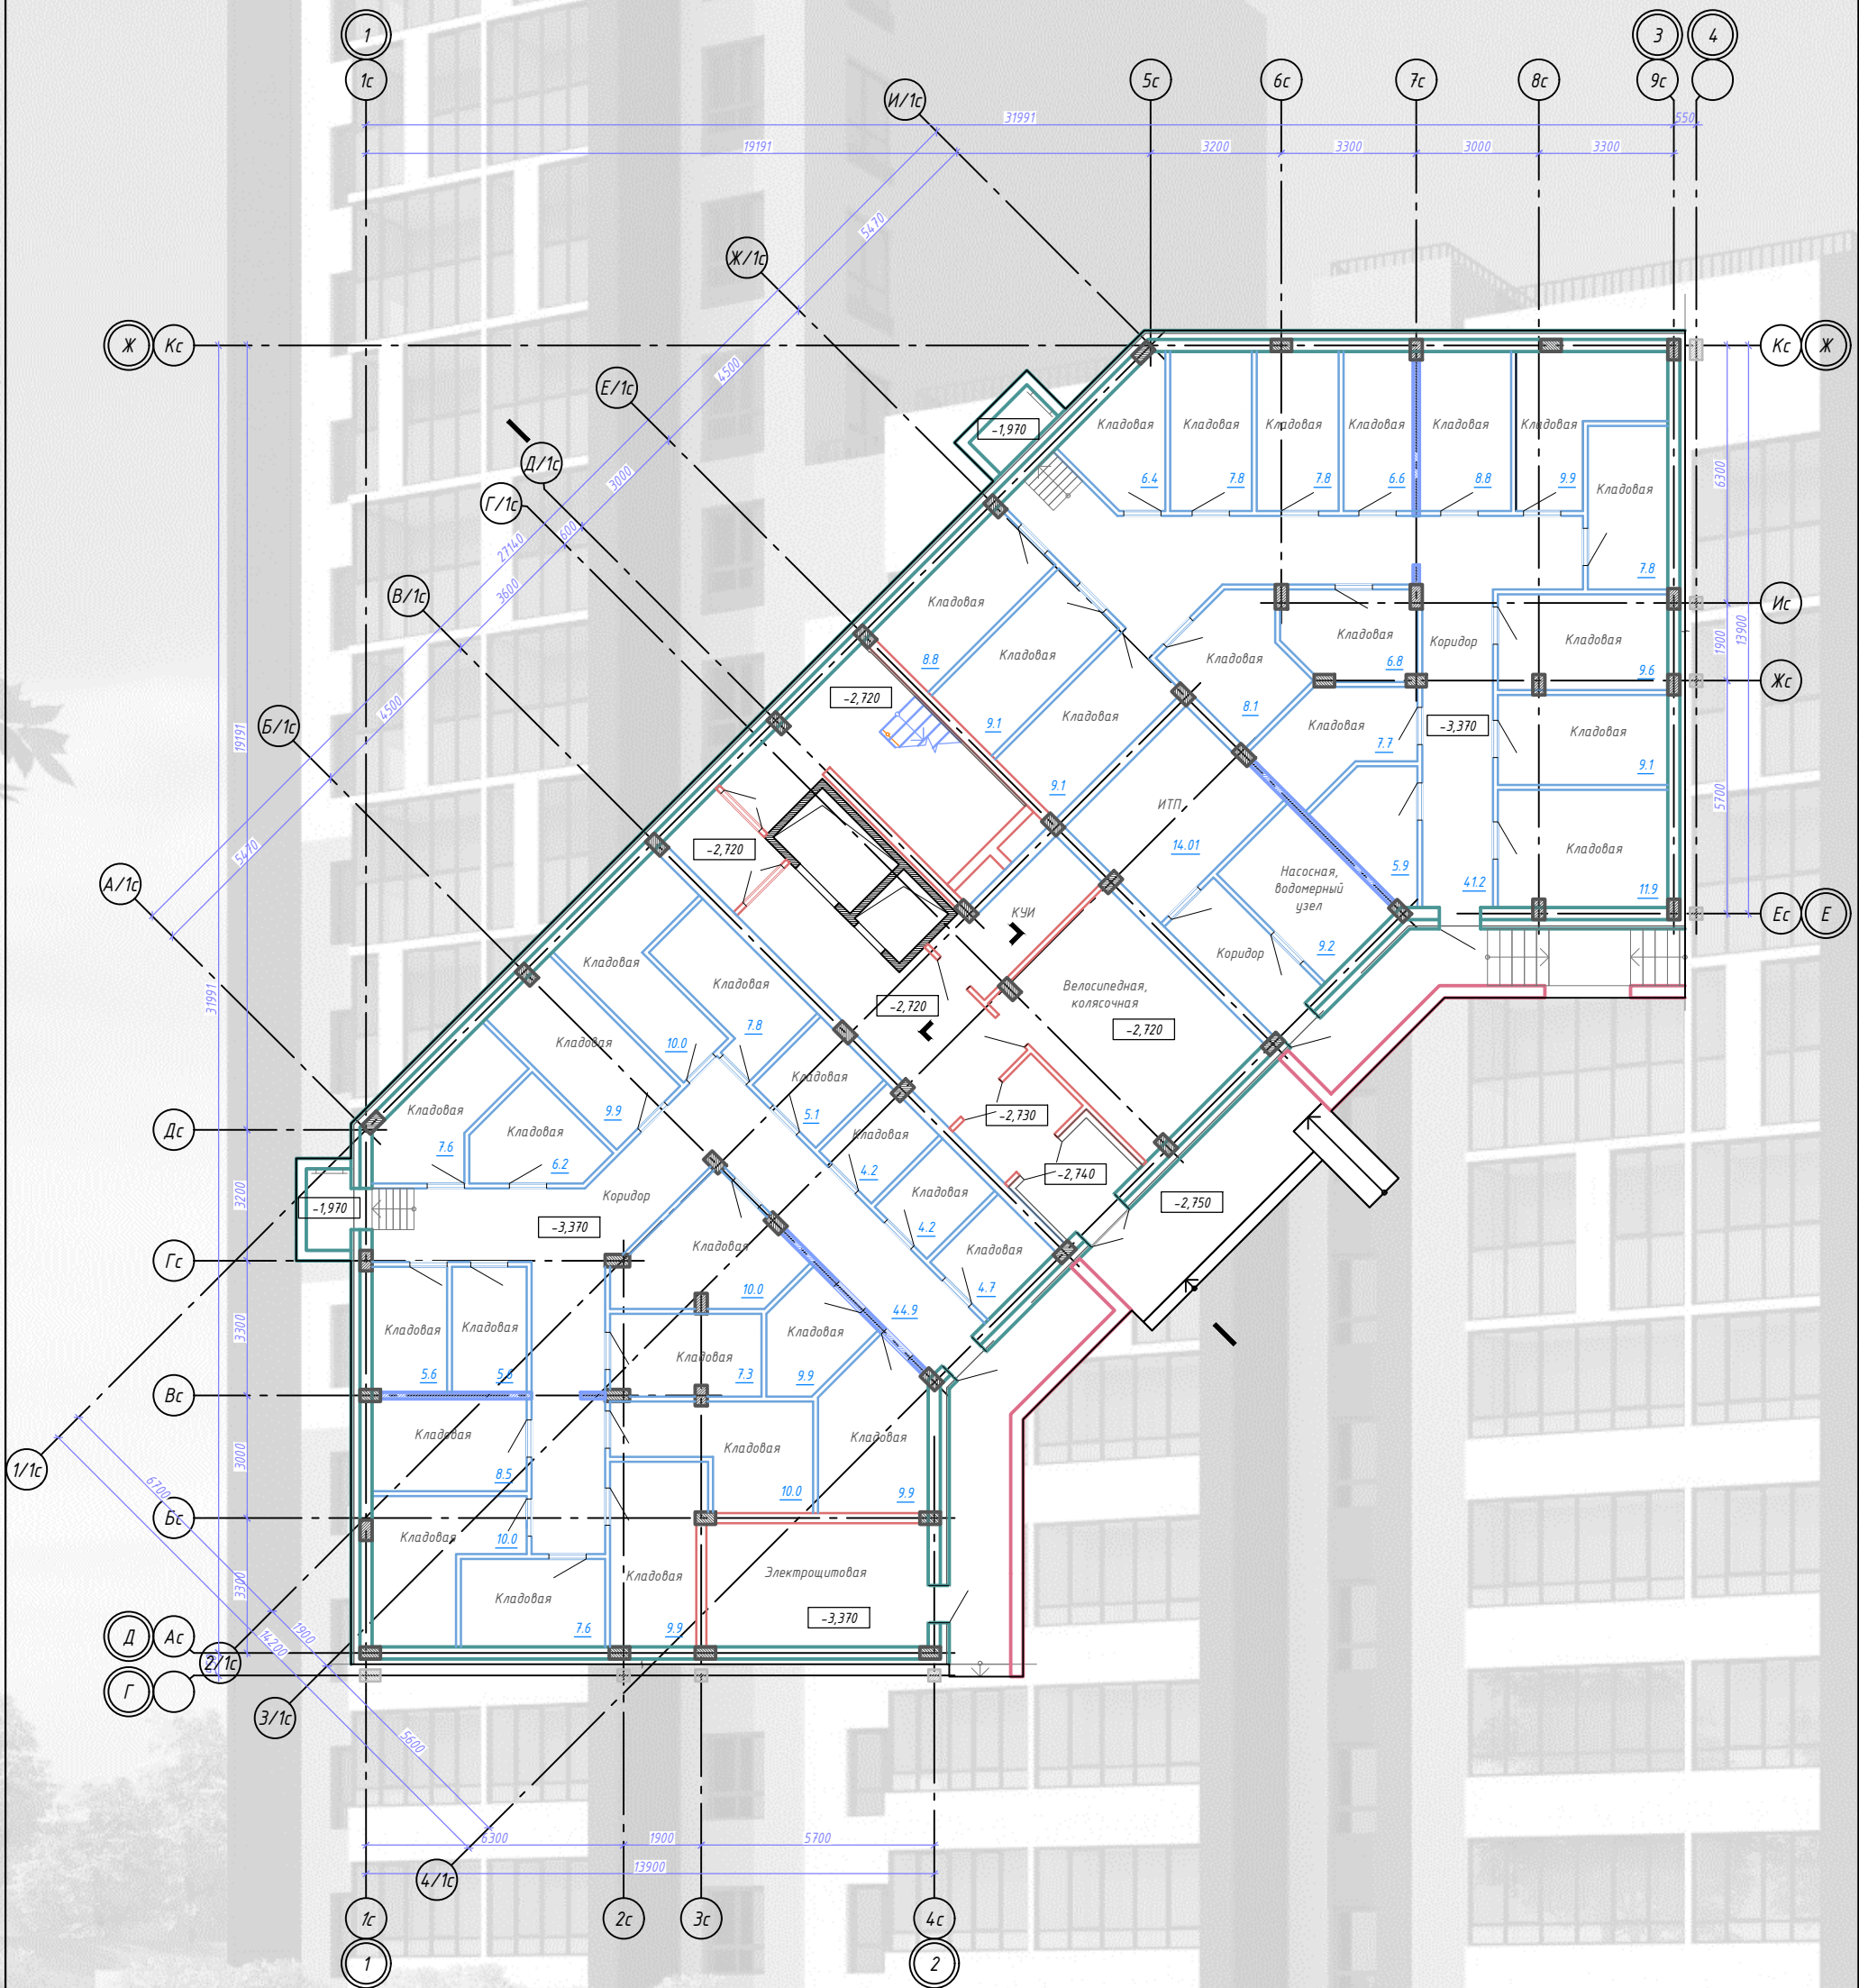 1
3
4
1с
И/1с
5с
6с
7с
8с
9с
31991
550
19191
3200
3300
3000
3300
5470
Ж/1с
Ж
Кс
Кс
Ж
4500
Е/1с
-1,970
Кладовая
Кладовая
Кладовая
Кладовая
Кладовая
Кладовая
6.4
7.8
7.8
6.6
8.8
9.9
Кладовая
6300
Д/1с
3000
Г/1с
600
27140
3600
7.8
В/1с
Кладовая
Ис
Кладовая
Коридор
Кладовая
1900
13900
8.8
Кладовая
Кладовая
6.8
9.6
Жс
-2,720
9.1
Кладовая
8.1
Кладовая
-3,370
Кладовая
4500
Б/1с
19191
7.7
9.1
9.1
5700
ИТП
14.01
-2,720
5470
Насосная,
водомерный
узел
5.9
41.2
Кладовая
11.9
А/1с
КУИ
9.2
Ес
Е
Коридор
Кладовая
Кладовая
Велосипедная,
колясочная
31991
-2,720
-2,720
7.8
10.0
Кладовая
Кладовая
9.9
Кладовая
5.1
-2,730
Дс
Кладовая
Кладовая
7.6
6.2
4.2
-2,740
3200
Коридор
Кладовая
-1,970
-3,370
-2,750
4.2
Гс
Кладовая
Кладовая
10.0
4.7
44.9
3300
Кладовая
Кладовая
Кладовая
Кладовая
5.6
7.3
9.9
Вс
Кладовая
Кладовая
Кладовая
3000
1/1с
8.5
6700
10.0
9.9
Бс
Кладовая
10.0
3300
Кладовая
Электрощитовая
Кладовая
-3,370
7.6
9.9
Д
Ас
1900
14200
2/1с
Г
3/1с
5600
6300
1900
5700
13900
4/1с
1с
2с
3с
4с
1
2